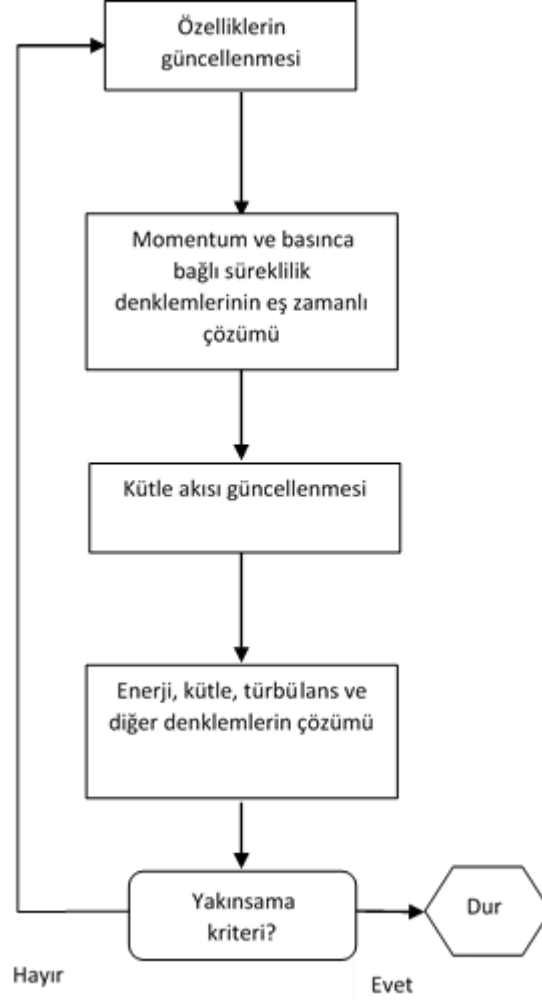 Özelliklerin
güncellenmesi
Momentum ve basınca
bağlı süreklilik
denklemlerinin eş zamanlı
çözümü
Kütle akısı güncellenmesi
Enerji, kütle, türbülans ve
diğer denklemlerin çözümü
Yakınsama
kriteri?
Dur
Hayır
Evet